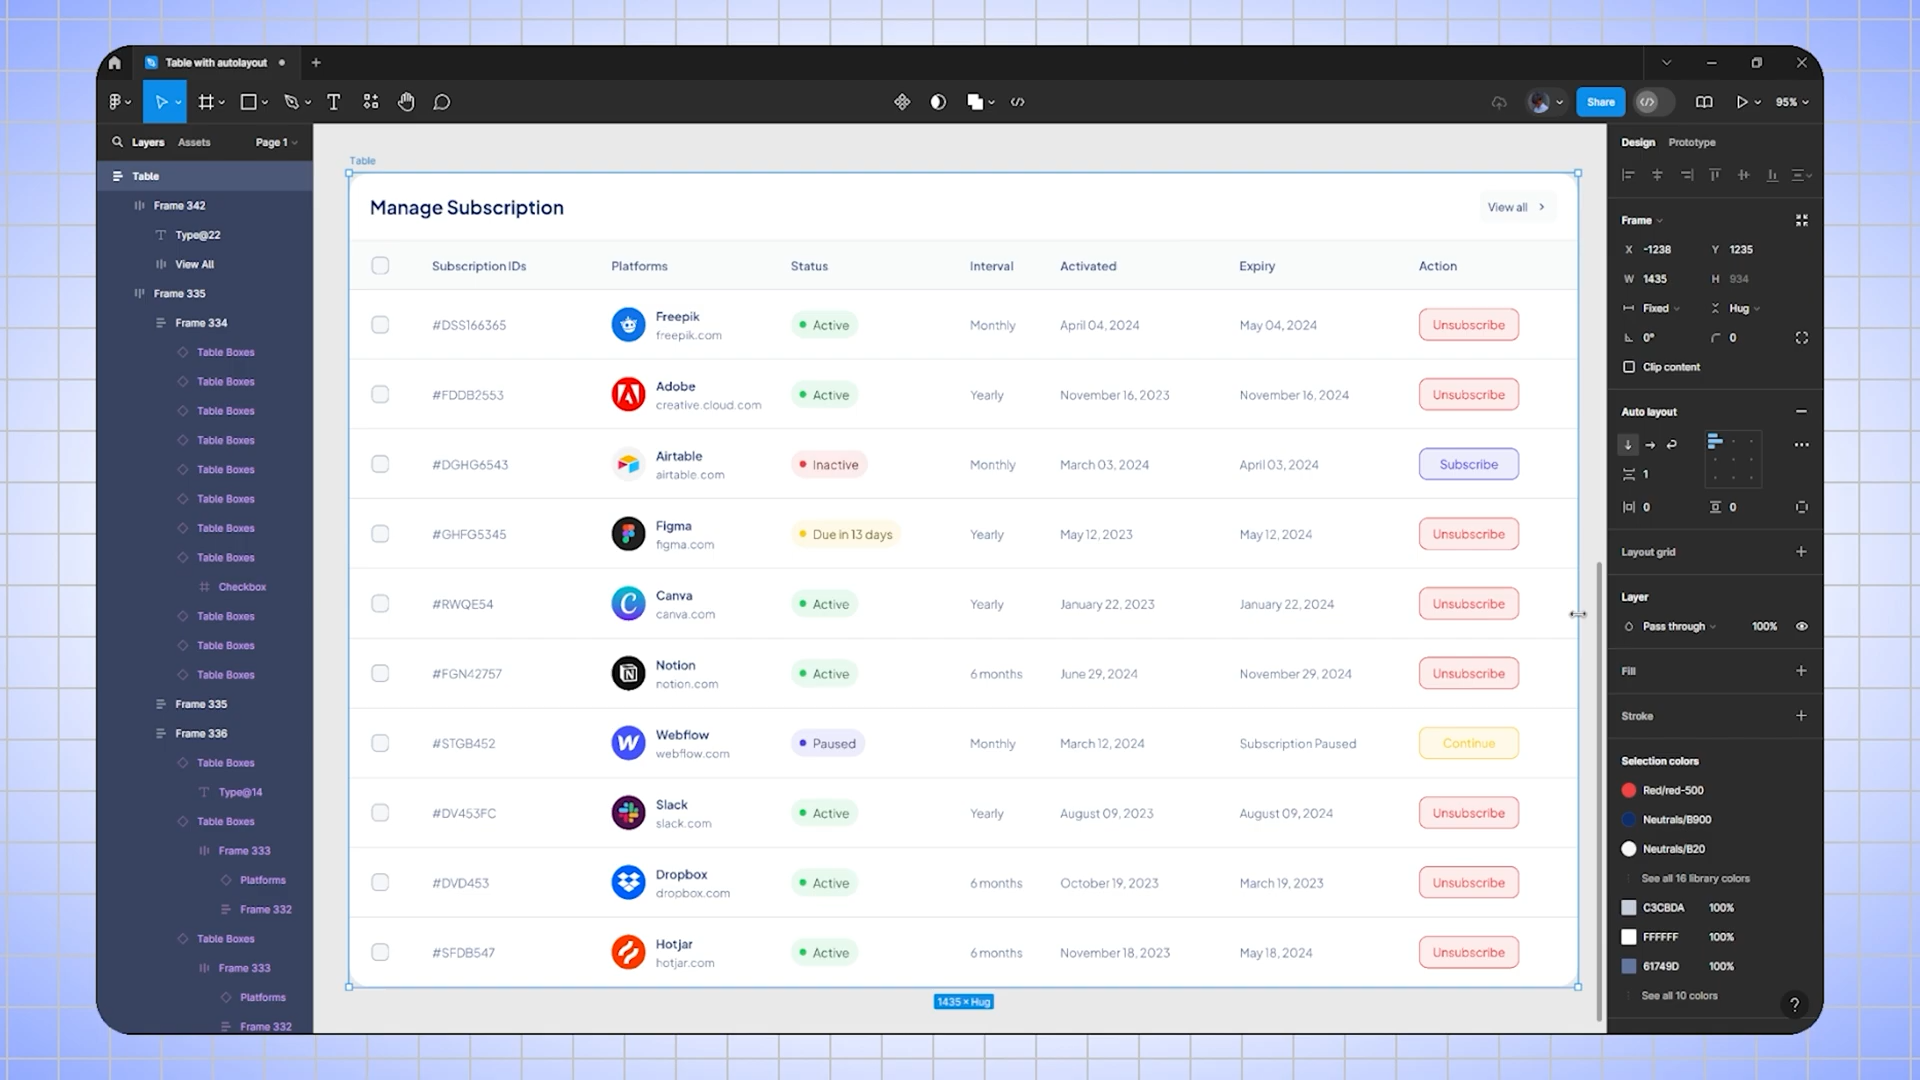 Table with autolayout
Share
95%
Layers Assets Page 1
Table
Frame 342
Type@22
View All
Frame 335
Frame 334
Table Boxes
Table Boxes
Table Boxes
Table Boxes
Table Boxes
Table Boxes
Table Boxes
Table Boxes
Checkbox
Table Boxes
Table Boxes
Table Boxes
Frame 335
Frame 336
Table Boxes
Type@14
Table Boxes
Frame 333
Platforms
Frame 332
Table Boxes
Frame 333
Platforms
Frame 332
Table
Manage Subscription View all
Subscription IDs Platforms Status Interval Activated Expiry Action
#DSS166365 Freepik freepik.com Active Monthly April 04, 2024 May 04, 2024 Unsubscribe
#FDDB2553 Adobe creative.cloud.com Active Yearly November 16, 2023 November 16, 2024 Unsubscribe
#DGHG6543 Airtable airtable.com Inactive Monthly March 03, 2024 April 03, 2024 Subscribe
#GHFG5345 Figma figma.com Due in 13 days Yearly May 12, 2023 May 12, 2024 Unsubscribe
#RWQE54 Canva canva.com Active Yearly January 22, 2023 January 22, 2024 Unsubscribe
#FGN42757 Notion notion.com Active 6 months June 29, 2024 November 29, 2024 Unsubscribe
#STGB452 Webflow webflow.com Paused Monthly March 12, 2024 Subscription Paused Continue
#DV453FC Slack slack.com Active Yearly August 09, 2023 August 09, 2024 Unsubscribe
#DVD453 Dropbox dropbox.com Active 6 months October 19, 2023 March 19, 2023 Unsubscribe
#SFDB547 Hotjar hotjar.com Active 6 months November 18, 2023 May 18, 2024 Unsubscribe
1435 × Hug
Design Prototype
Frame
X -1238 Y 1235
W 1435 H 934
Fixed Hug
0° 0
Clip content
Auto layout
1
0 0
Layout grid
Layer
Pass through 100%
Fill
Stroke
Selection colors
Red/red-500
Neutrals/B900
Neutrals/B20
See all 16 library colors
C3CBDA 100%
FFFFFF 100%
61749D 100%
See all 10 colors
?